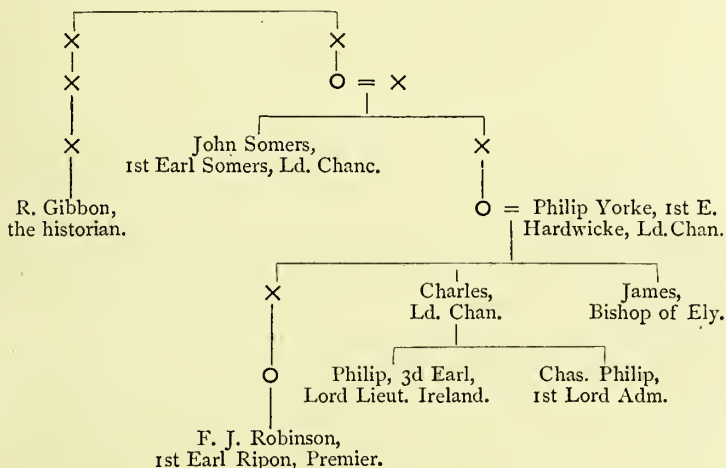 John Somers,
1st Earl Somers, Ld. Chanc.
R. Gibbon,
the historian.
Philip Yorke, 1st E.
Hardwicke, Ld. Chan.
Charles,
Ld. Chan.
James,
Bishop of Ely.
Philip, 3d Earl,
Lord Lieut. Ireland.
Chas. Philip,
1st Lord Adm.
F. J. Robinson,
1st Earl Ripon, Premier.